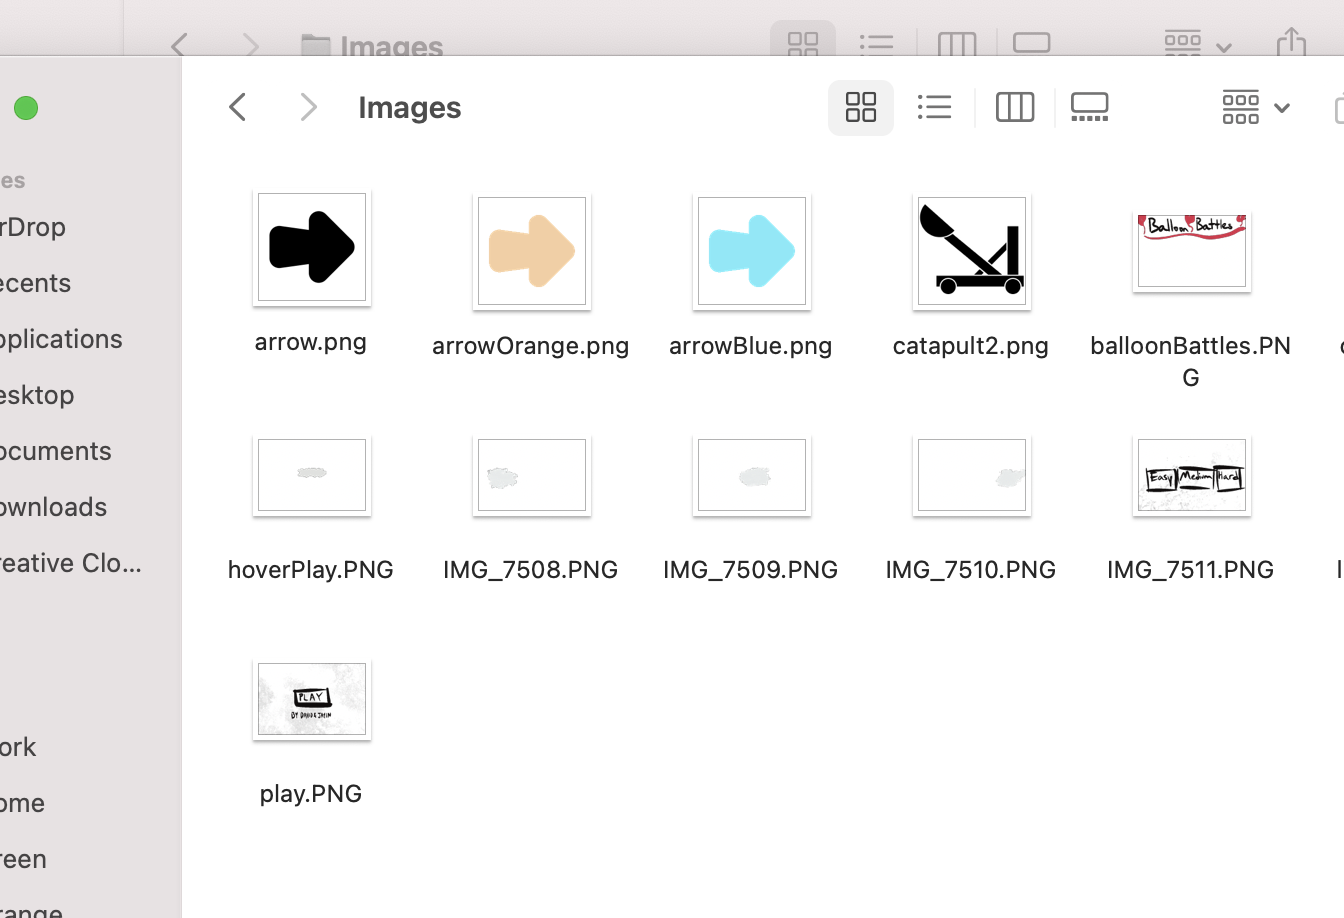 Images
Images
es
rDrop
ecents
pplications
esktop
ocuments
ownloads
reative Clo...
ork
ome
reen
range
arrow.png
arrowOrange.png
arrowBlue.png
catapult2.png
Balloon Battles
balloonBattles.PN
G
hoverPlay.PNG
IMG_7508.PNG
IMG_7509.PNG
IMG_7510.PNG
Easy Medium Hard
IMG_7511.PNG
PLAY
BY DAVID &
play.PNG